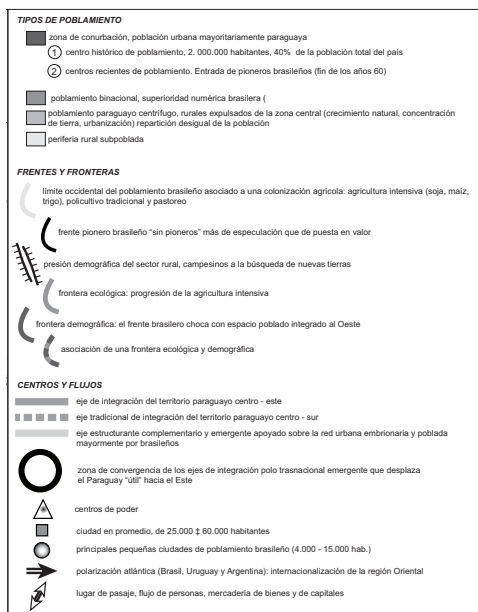 TIPOS DE POBLAMIENTO
zona de conurbación, población urbana mayoritariamente paraguaya
1 centro histórico de poblamiento, 2. 000.000 habitantes, 40% de la población total del país
2 centros recientes de poblamiento. Entrada de pioneros brasileños (fin de los años 60)
poblamiento binacional, superioridad numérica brasilera (
poblamiento paraguayo centrífugo, rurales expulsados de la zona central (crecimiento natural, concentración
de tierra, urbanización) repartición desigual de la población
periferia rural subpoblada
FRENTES Y FRONTERAS
límite occidental del poblamiento brasileño asociado a una colonización agrícola: agricultura intensiva (soja, maíz,
trigo), policultivo tradicional y pastoreo
frente pionero brasileño “sin pioneros” más de especulación que de puesta en valor
presión demográfica del sector rural, campesinos a la búsqueda de nuevas tierras
frontera ecológica: progresión de la agricultura intensiva
frontera demográfica: el frente brasilero choca con espacio poblado integrado al Oeste
asociación de una frontera ecológica y demográfica
CENTROS Y FLUJOS
eje de integración del territorio paraguayo centro - este
eje tradicional de integración del territorio paraguayo centro - sur
eje estructurante complementario y emergente apoyado sobre la red urbana embrionaria y poblada
mayormente por brasileños
zona de convergencia de los ejes de integración polo trasnacional emergente que desplaza
el Paraguay “útil” hacia el Este
centros de poder
ciudad en promedio, de 25.000 ‡ 60.000 habitantes
principales pequeñas ciudades de poblamiento brasileño (4.000 - 15.000 hab.)
polarización atlántica (Brasil, Uruguay y Argentina): internacionalización de la región Oriental
lugar de pasaje, flujo de personas, mercadería de bienes y de capitales